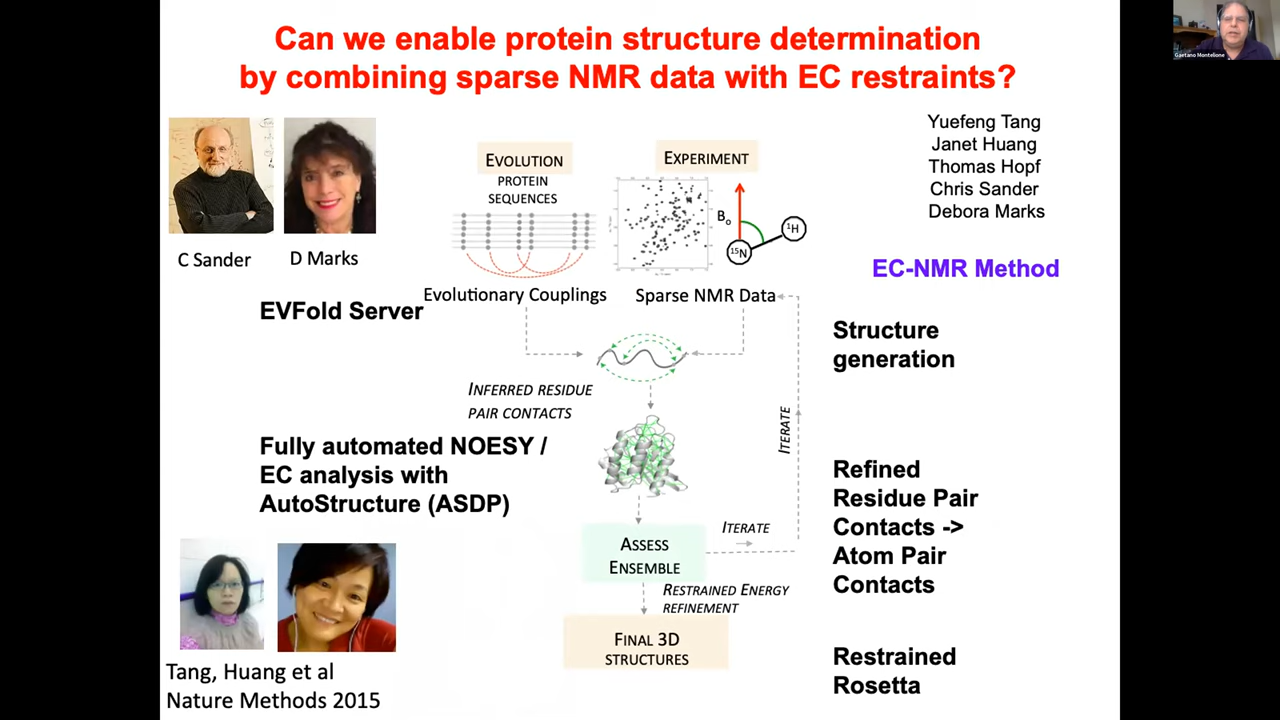 Can we enable protein structure determination
by combining sparse NMR data with EC restraints?
Gaetano Montelione
C Sander
D Marks
EVOLUTION
PROTEIN
SEQUENCES
EXPERIMENT
Bo
15N
1H
Yuefeng Tang
Janet Huang
Thomas Hopf
Chris Sander
Debora Marks
EC-NMR Method
Evolutionary Couplings
Sparse NMR Data
EVFold Server
Structure
generation
INFERRED RESIDUE
PAIR CONTACTS
ITERATE
Fully automated NOESY /
EC analysis with
AutoStructure (ASDP)
Refined
Residue Pair
Contacts ->
Atom Pair
Contacts
ASSESS
ENSEMBLE
ITERATE
RESTRAINED ENERGY
REFINEMENT
FINAL 3D
STRUCTURES
Restrained
Rosetta
Tang, Huang et al
Nature Methods 2015